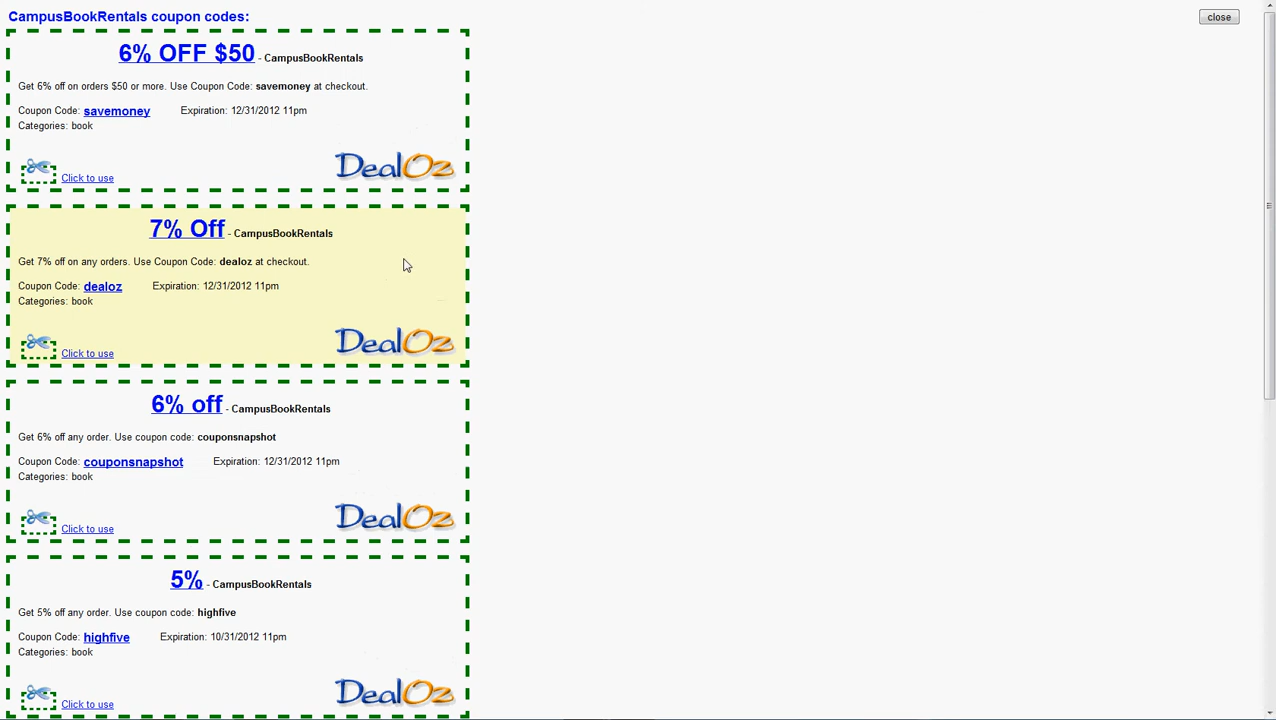 CampusBookRentals coupon codes:
close
6% OFF $50 - CampusBookRentals
Get 6% off on orders $50 or more. Use Coupon Code: savemoney at checkout.
Coupon Code: savemoney Expiration: 12/31/2012 11pm
Categories: book
Click to use
DealOz
7% Off - CampusBookRentals
Get 7% off on any orders. Use Coupon Code: dealoz at checkout.
Coupon Code: dealoz Expiration: 12/31/2012 11pm
Categories: book
Click to use
DealOz
6% off - CampusBookRentals
Get 6% off any order. Use coupon code: couponsnapshot
Coupon Code: couponsnapshot Expiration: 12/31/2012 11pm
Categories: book
Click to use
DealOz
5% - CampusBookRentals
Get 5% off any order. Use coupon code: highfive
Coupon Code: highfive Expiration: 10/31/2012 11pm
Categories: book
Click to use
DealOz